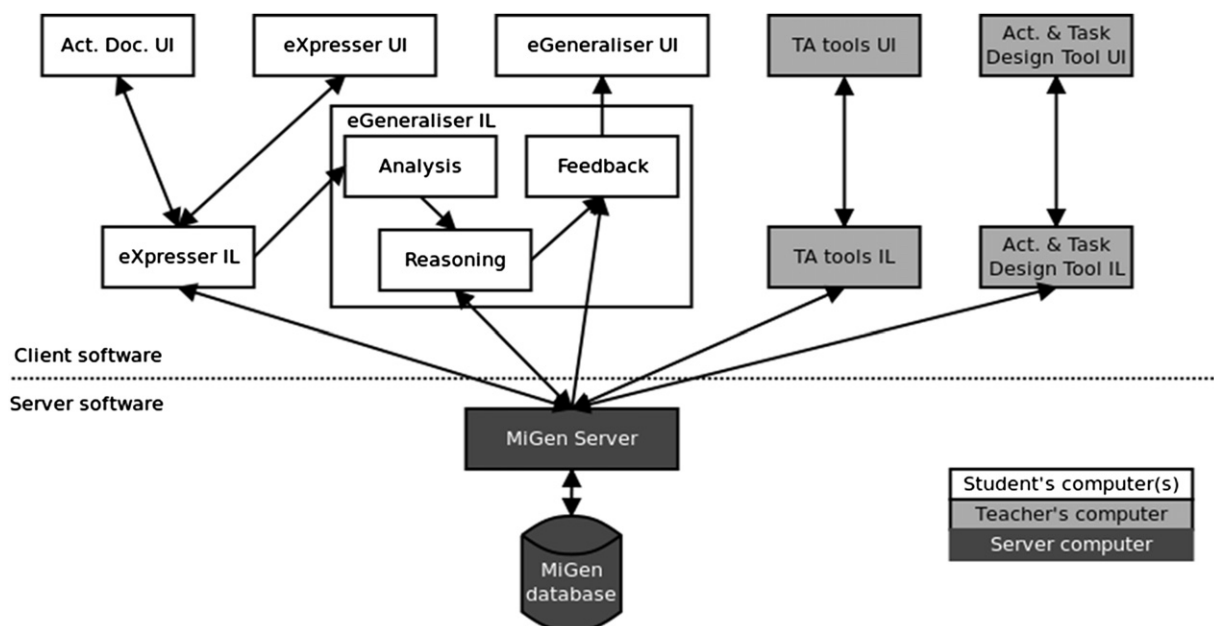 Act. Doc. UI
eXpresser UI
eGeneraliser UI
TA tools UI
Act. & Task
Design Tool UI
eGeneraliser IL
Analysis
Feedback
eXpresser IL
Reasoning
TA tools IL
Act. & Task
Design Tool IL
Client software
Server software
MiGen Server
MiGen
database
Student's computer(s)
Teacher's computer
Server computer